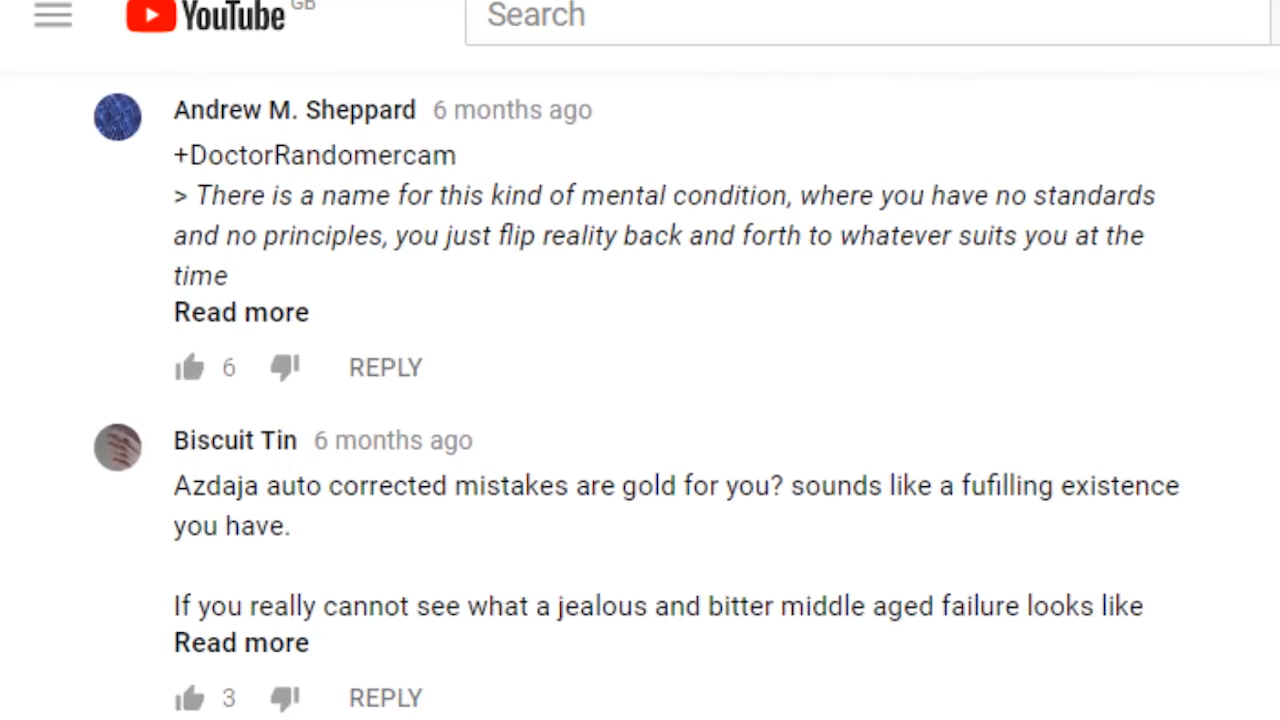 YouTube GB
Search
Andrew M. Sheppard 6 months ago
+DoctorRandomercam
> There is a name for this kind of mental condition, where you have no standards
and no principles, you just flip reality back and forth to whatever suits you at the
time
Read more
6 REPLY
Biscuit Tin 6 months ago
Azdaja auto corrected mistakes are gold for you? sounds like a fufilling existence
you have.
If you really cannot see what a jealous and bitter middle aged failure looks like
Read more
3 REPLY